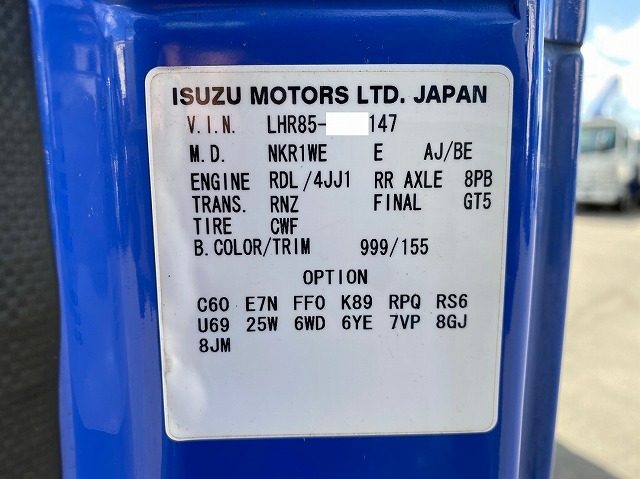 ISUZU MOTORS LTD. JAPAN
V.I.N. LHR85- 147
M.D. NKR1WE E AJ/BE
ENGINE RDL/4JJ1 RR AXLE 8PB
TRANS. RNZ FINAL GT5
TIRE CWF
B.COLOR/TRIM 999/155
OPTION
C60 E7N FF0 K89 RPQ RS6
U69 25W 6WD 6YE 7VP 8GJ
8JM